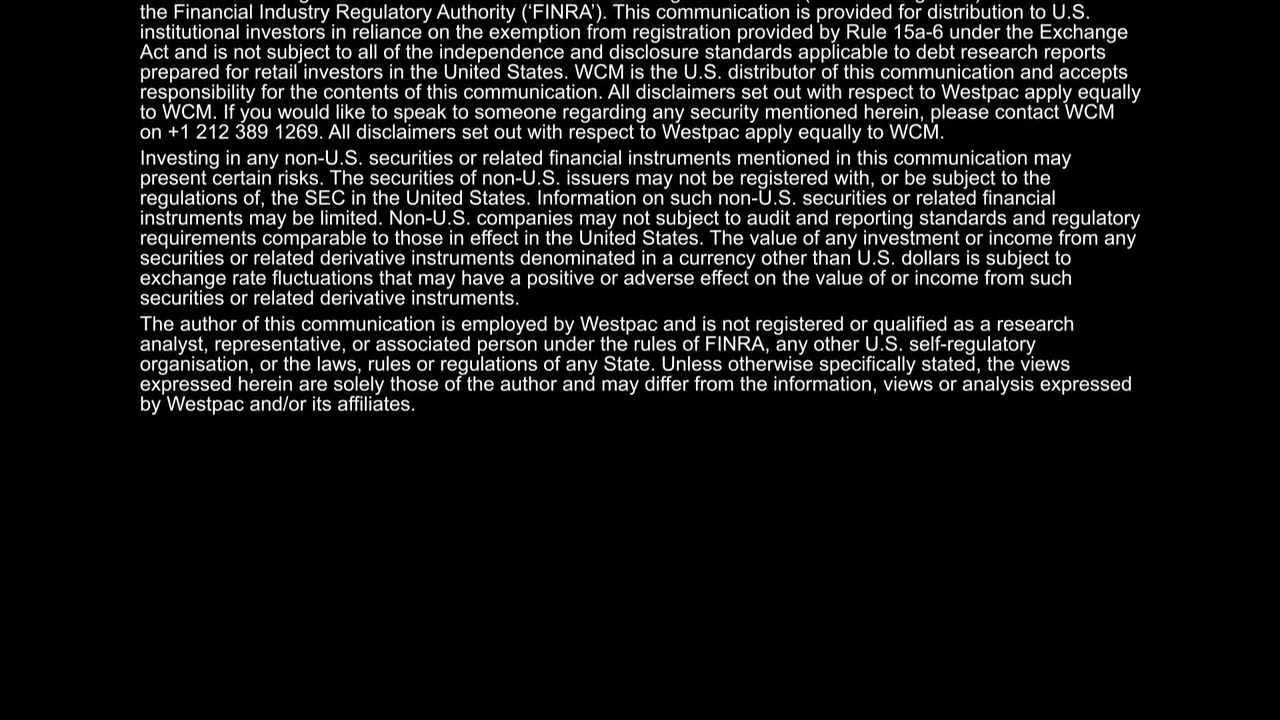 the Financial Industry Regulatory Authority (‘FINRA’). This communication is provided for distribution to U.S.
institutional investors in reliance on the exemption from registration provided by Rule 15a-6 under the Exchange
Act and is not subject to all of the independence and disclosure standards applicable to debt research reports
prepared for retail investors in the United States. WCM is the U.S. distributor of this communication and accepts
responsibility for the contents of this communication. All disclaimers set out with respect to Westpac apply equally
to WCM. If you would like to speak to someone regarding any security mentioned herein, please contact WCM
on +1 212 389 1269. All disclaimers set out with respect to Westpac apply equally to WCM.
Investing in any non-U.S. securities or related financial instruments mentioned in this communication may
present certain risks. The securities of non-U.S. issuers may not be registered with, or be subject to the
regulations of, the SEC in the United States. Information on such non-U.S. securities or related financial
instruments may be limited. Non-U.S. companies may not subject to audit and reporting standards and regulatory
requirements comparable to those in effect in the United States. The value of any investment or income from any
securities or related derivative instruments denominated in a currency other than U.S. dollars is subject to
exchange rate fluctuations that may have a positive or adverse effect on the value of or income from such
securities or related derivative instruments.
The author of this communication is employed by Westpac and is not registered or qualified as a research
analyst, representative, or associated person under the rules of FINRA, any other U.S. self-regulatory
organisation, or the laws, rules or regulations of any State. Unless otherwise specifically stated, the views
expressed herein are solely those of the author and may differ from the information, views or analysis expressed
by Westpac and/or its affiliates.